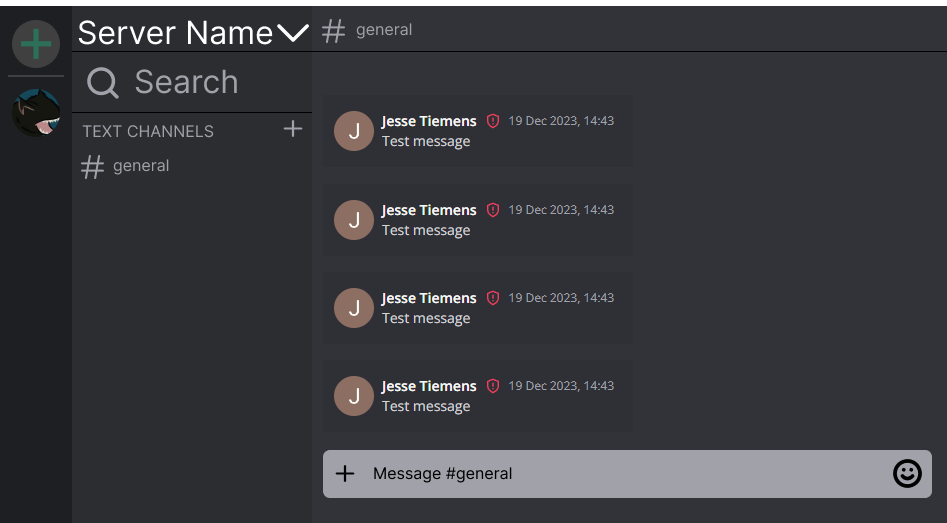 Server Name
# general
Search
TEXT CHANNELS +
# general
J
Jesse Tiemens 19 Dec 2023, 14:43
Test message
J
Jesse Tiemens 19 Dec 2023, 14:43
Test message
J
Jesse Tiemens 19 Dec 2023, 14:43
Test message
J
Jesse Tiemens 19 Dec 2023, 14:43
Test message
+ Message #general